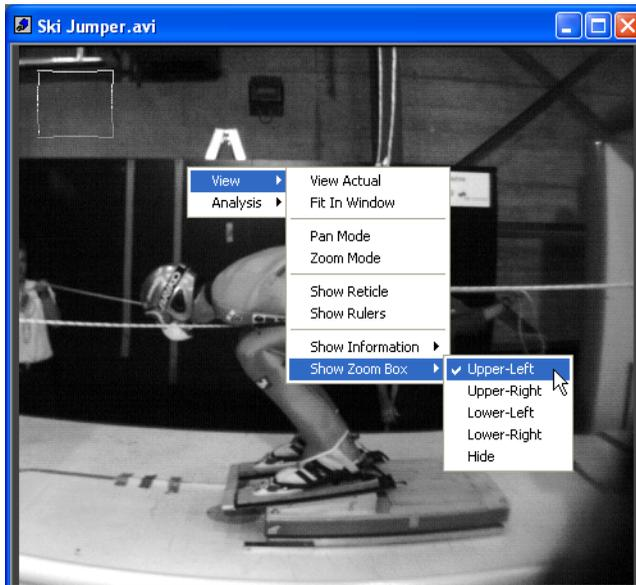 Ski Jumper.avi
View
Analysis
View Actual
Fit In Window
Pan Mode
Zoom Mode
Show Reticle
Show Rulers
Show Information
Show Zoom Box
Upper-Left
Upper-Right
Lower-Left
Lower-Right
Hide